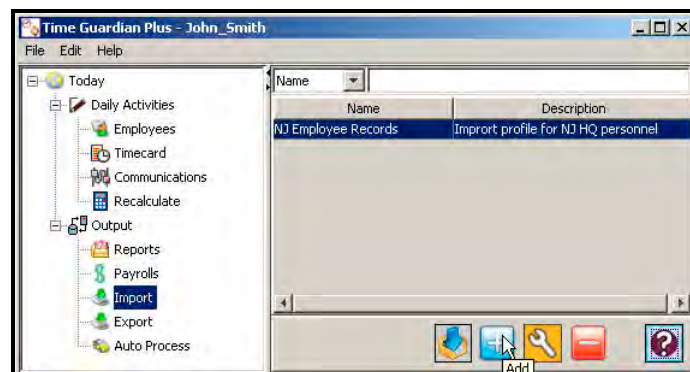 Time Guardian Plus - John_Smith
File Edit Help
Today
Daily Activities
Employees
Timecard
Communications
Recalculate
Output
Reports
Payrolls
Import
Export
Auto Process
Name
Name Description
NJ Employee Records Imprort profile for NJ HQ personnel
Add